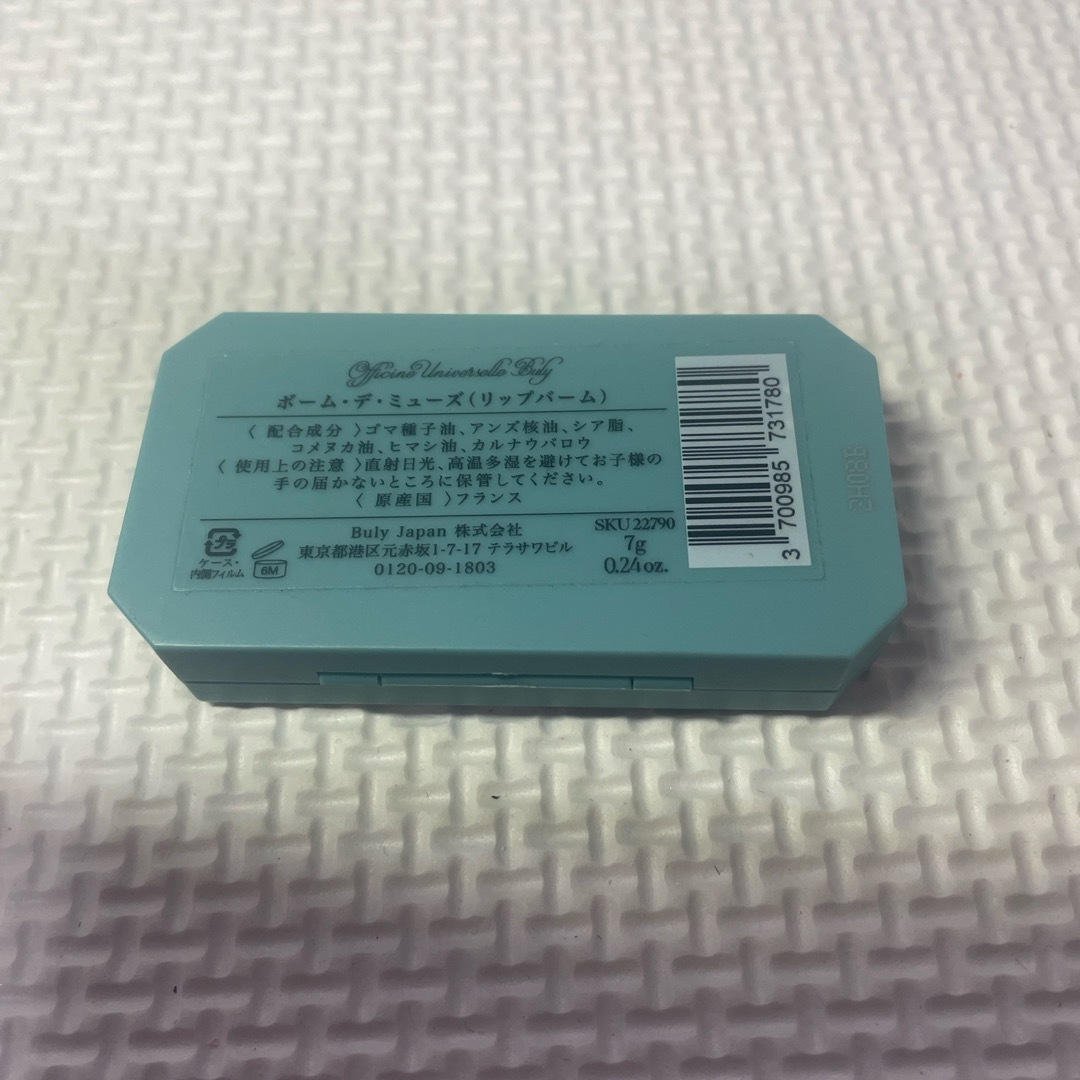 Officine Universelle Buly
ボーム・デ・ミューズ(リップバーム)
〈 配合成分 〉ゴマ種子油、アンズ核油、シア脂、
コメヌカ油、ヒマシ油、カルナウバロウ
〈 使用上の注意 〉直射日光、高温多湿を避けてお子様の
手の届かないところに保管してください。
〈 原産国 〉フランス
プラ
ケース・
内側フィルム
6M
Buly Japan 株式会社
東京都港区元赤坂1-7-17 テラサワビル
0120-09-1803
SKU 22790
7g
0.24oz.
3 700985 731780